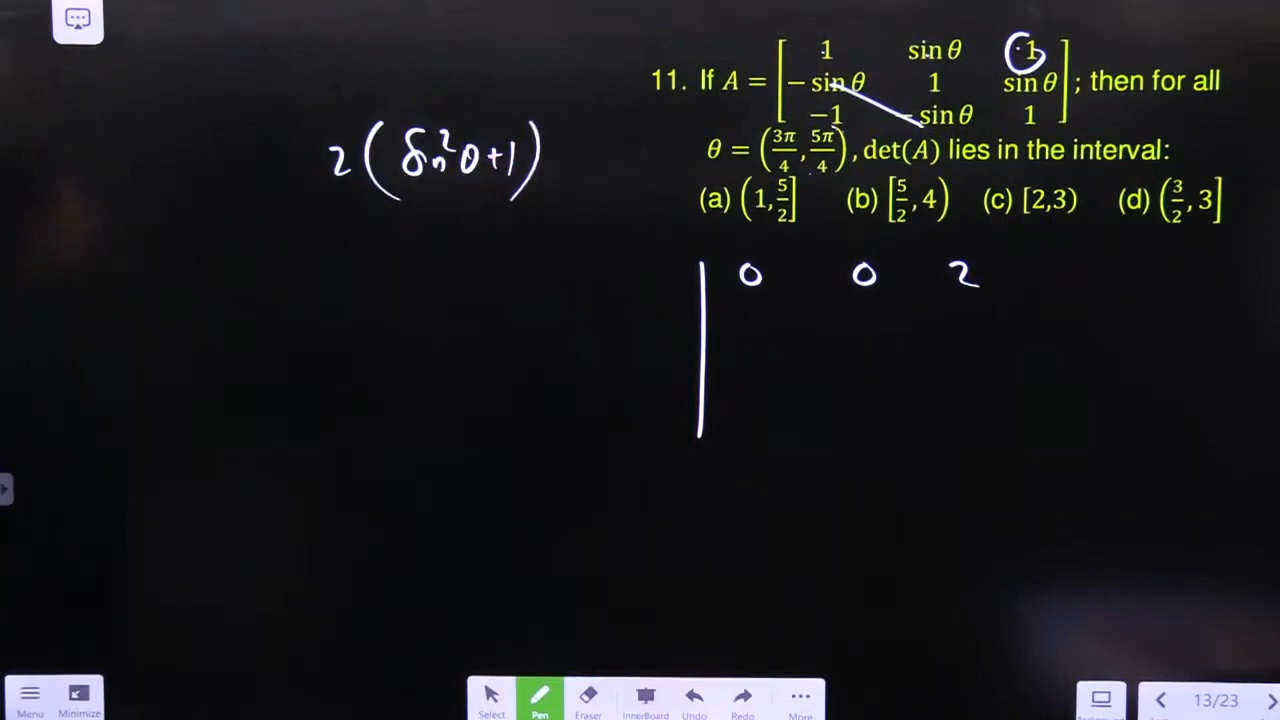 11. If A = [ 1 sin θ 1
− sin θ 1 sin θ
−1 − sin θ 1 ] ; then for all
θ = (3π/4, 5π/4), det(A) lies in the interval:
(a) (1, 5/2] (b) [5/2, 4) (c) [2,3) (d) (3/2, 3]
2 (sin²θ+1)
0 0 2
Menu
Minimize
Select
Pen
Eraser
InnerBoard
Undo
Redo
More
13/23